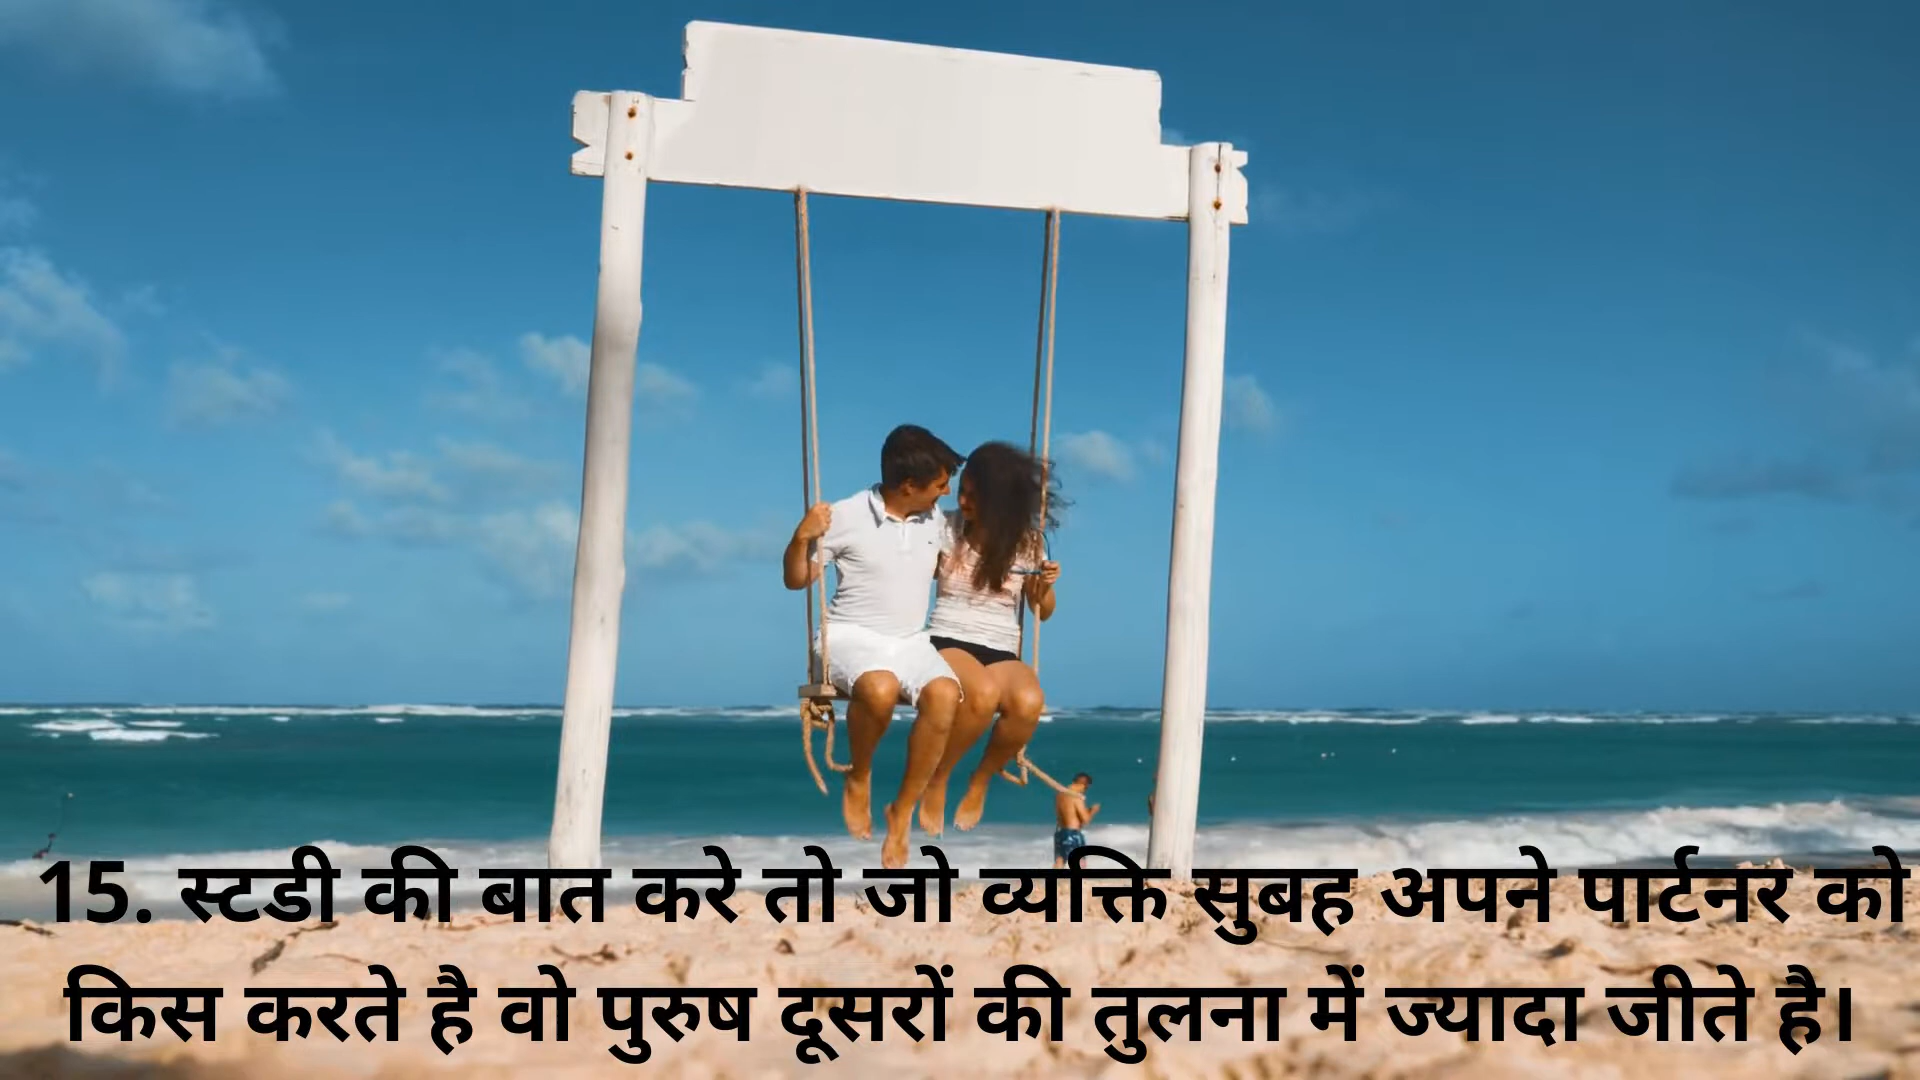 15. स्टडी की बात करे तो जो व्यक्ति सुबह अपने पार्टनर को
किस करते है वो पुरुष दूसरों की तुलना में ज्यादा जीते है।